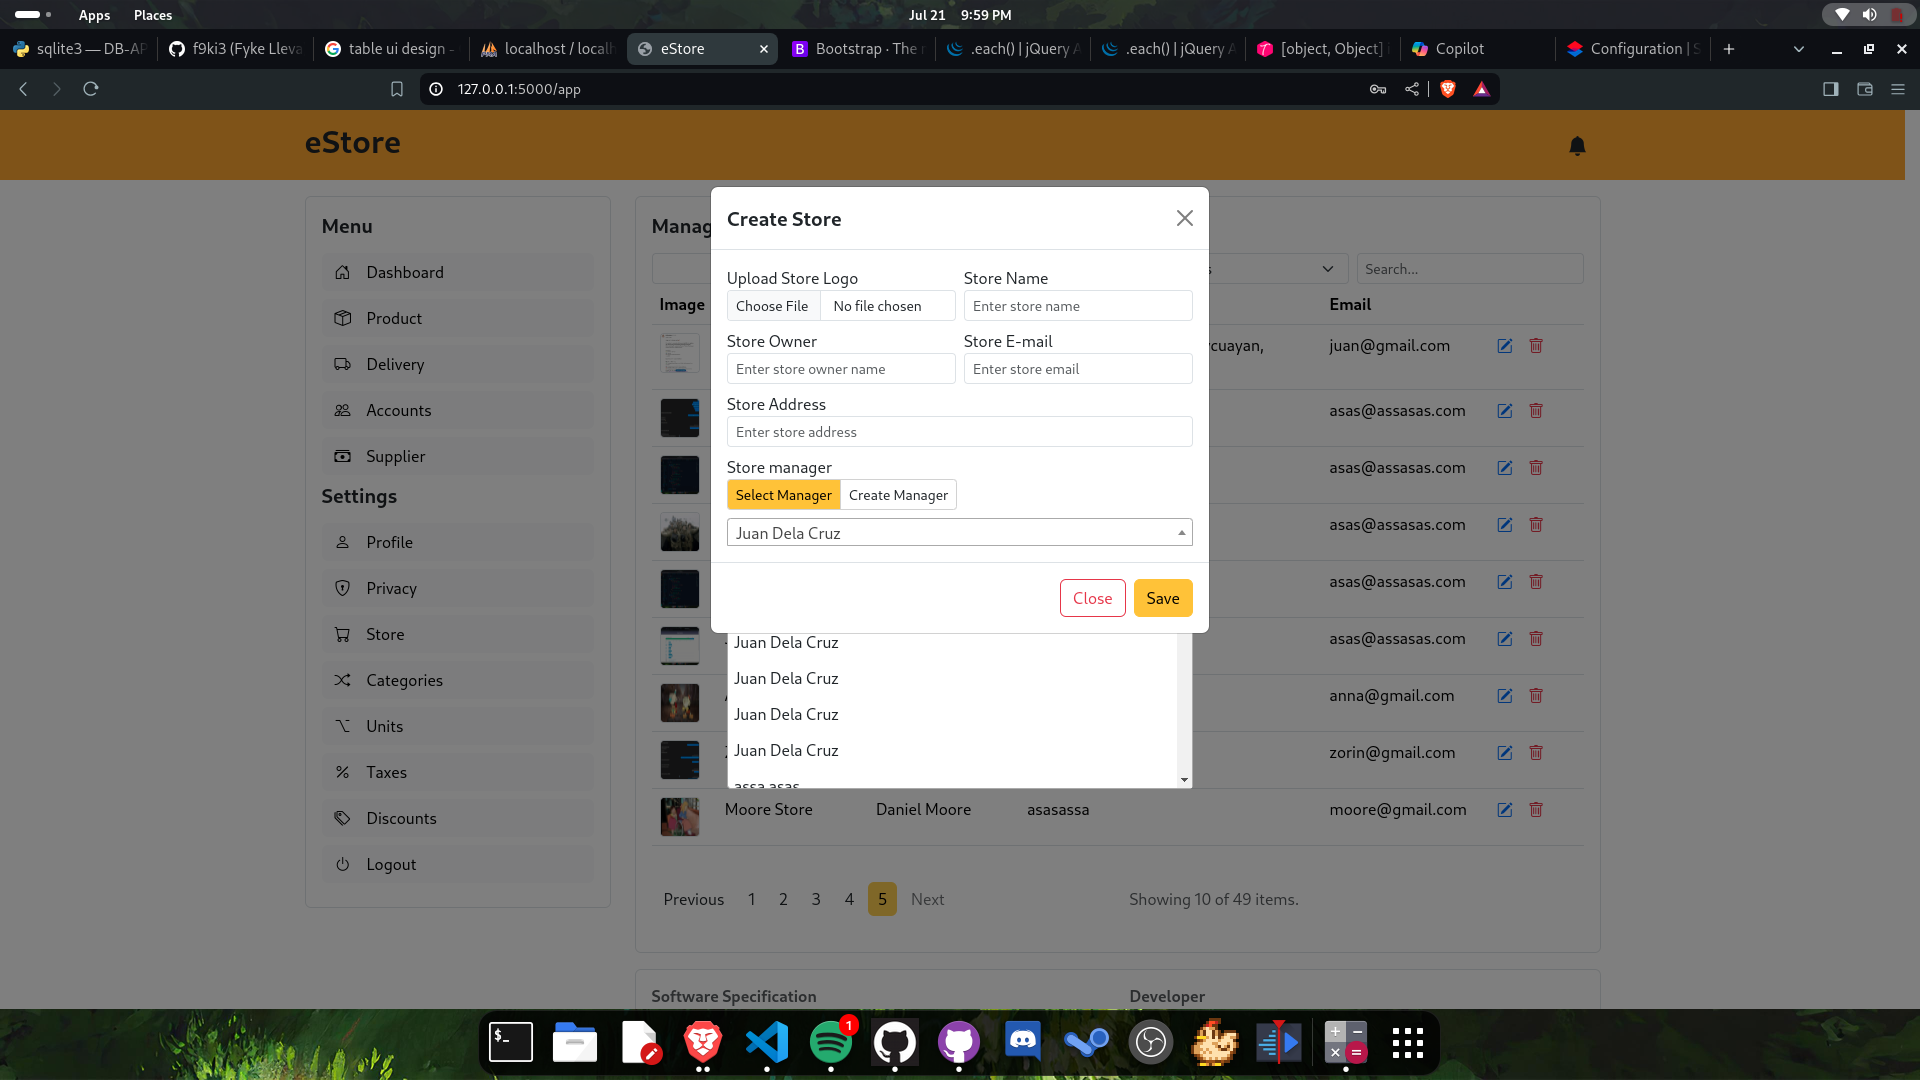 Apps Places Jul 21 9:59 PM
sqlite3 — DB-AP f9ki3 (Fyke Lleva table ui design - localhost / localh eStore Bootstrap · The .each() | jQuery A .each() | jQuery A [object, Object] i Copilot Configuration | S
127.0.0.1:5000/app
eStore
Menu
Dashboard
Product
Delivery
Accounts
Supplier
Settings
Profile
Privacy
Store
Categories
Units
Taxes
Discounts
Logout
Manag
s Search...
Image Email
cuayan, juan@gmail.com
asas@assasas.com
asas@assasas.com
asas@assasas.com
asas@assasas.com
asas@assasas.com
anna@gmail.com
zorin@gmail.com
Moore Store Daniel Moore asasassa moore@gmail.com
Previous 1 2 3 4 5 Next Showing 10 of 49 items.
Software Specification Developer
Create Store
Upload Store Logo Store Name
Choose File No file chosen Enter store name
Store Owner Store E-mail
Enter store owner name Enter store email
Store Address
Enter store address
Store manager
Select Manager Create Manager
Juan Dela Cruz
Close Save
Juan Dela Cruz
Juan Dela Cruz
Juan Dela Cruz
Juan Dela Cruz
assa asas
$_
1